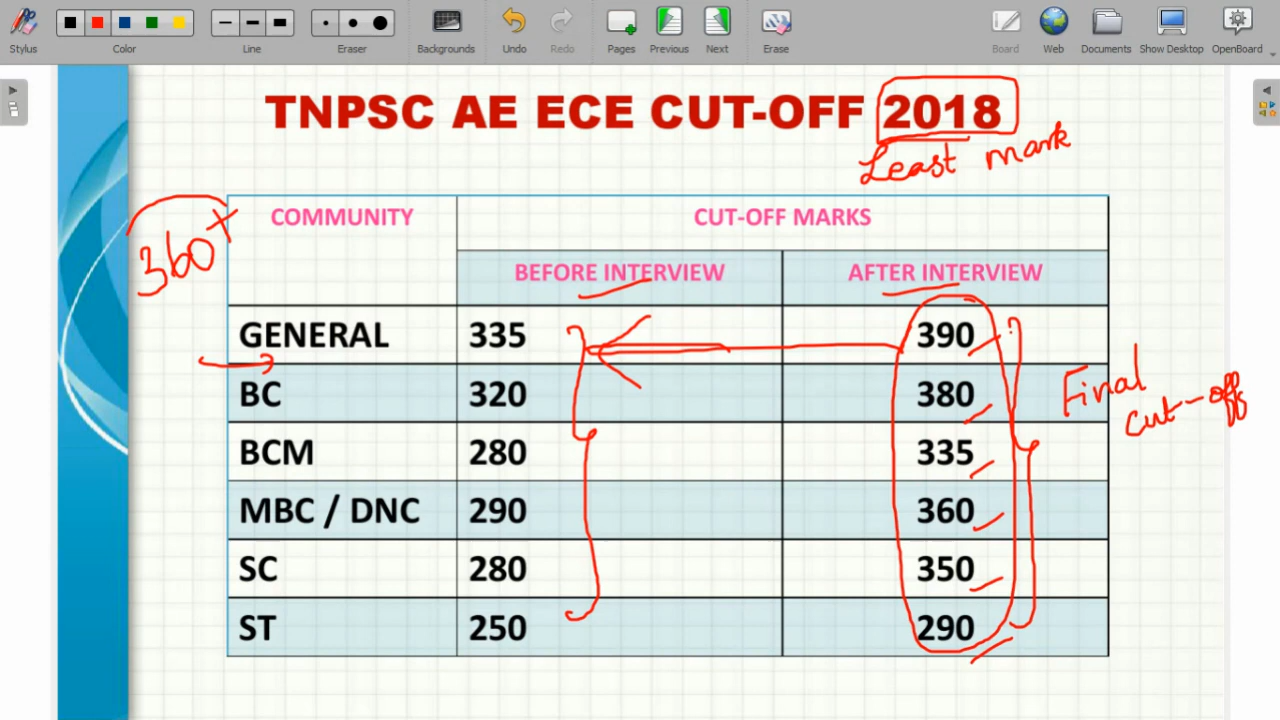 Stylus Color Line Eraser Backgrounds Undo Redo Pages Previous Next Erase Board Web Documents Show Desktop OpenBoard
TNPSC AE ECE CUT-OFF 2018
Least mark
360+
COMMUNITY CUT-OFF MARKS
BEFORE INTERVIEW AFTER INTERVIEW
GENERAL 335 390
BC 320 380
Final
cut-off
BCM 280 335
MBC / DNC 290 360
SC 280 350
ST 250 290